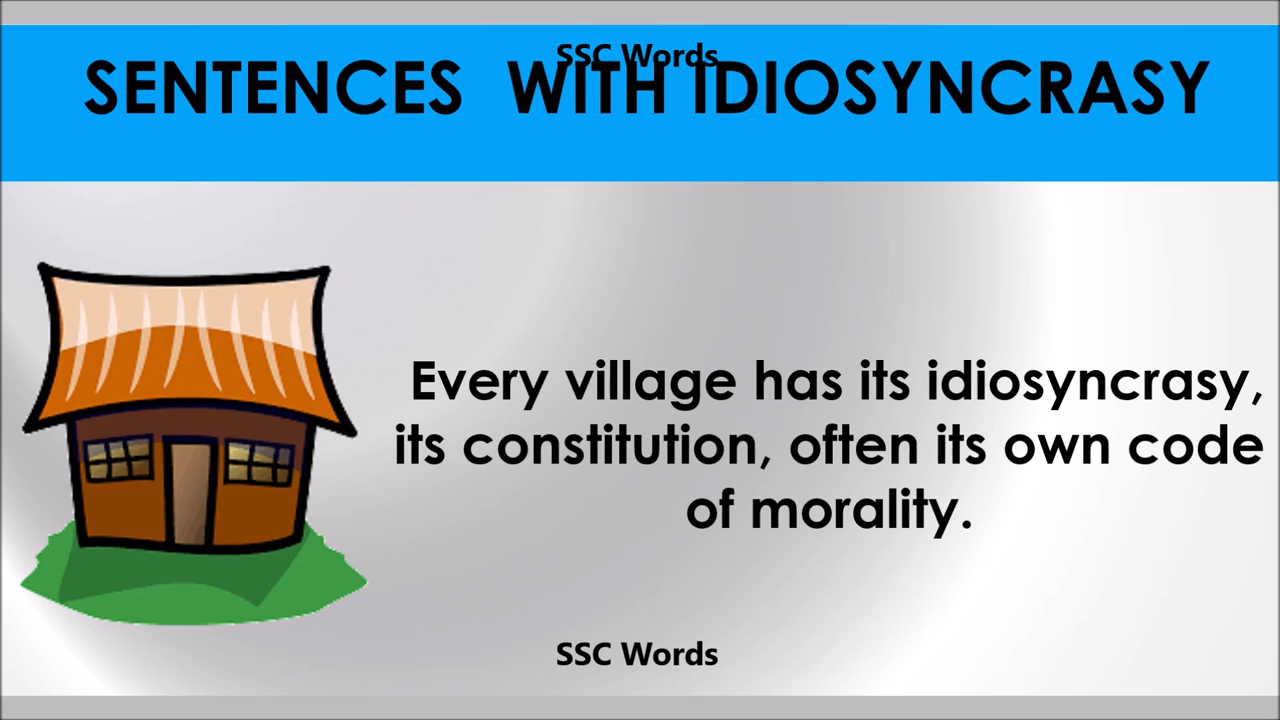 SSC Words
SENTENCES WITH IDIOSYNCRASY
Every village has its idiosyncrasy,
its constitution, often its own code
of morality.
SSC Words